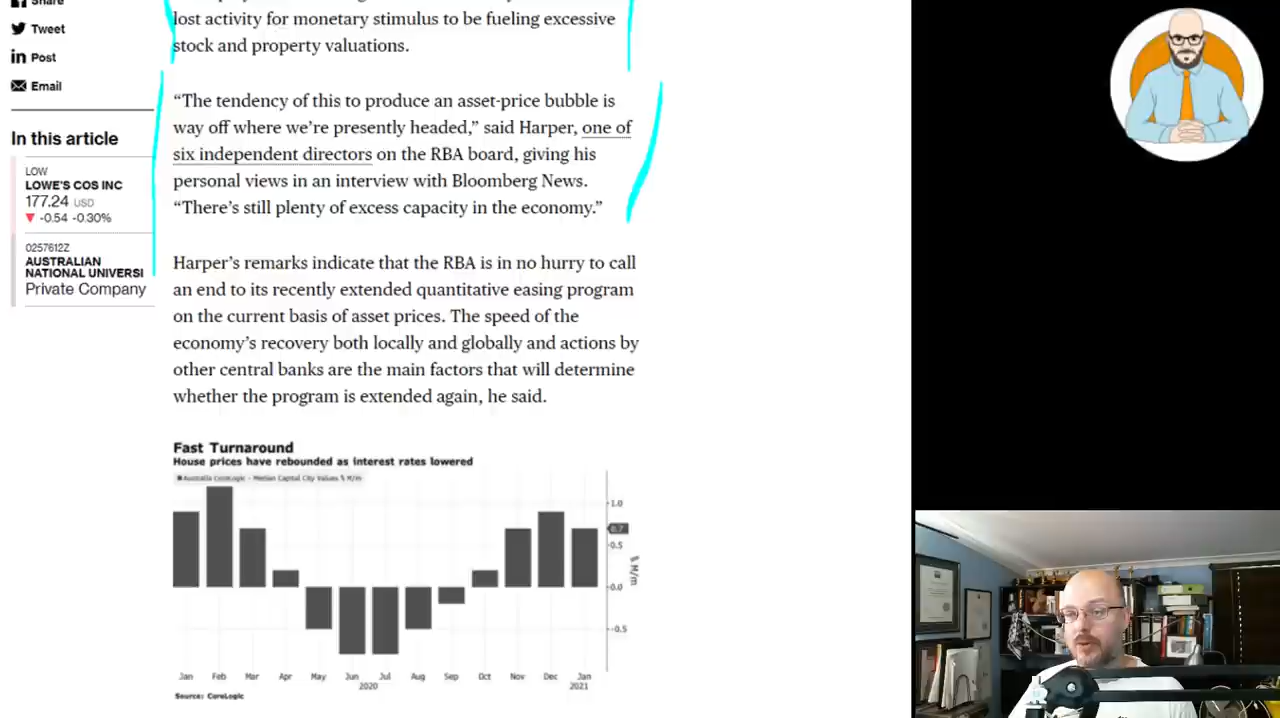 Share
Tweet
Post
Email
In this article
LOW
LOWE'S COS INC
177.24 USD
-0.54 -0.30%
0257612Z
AUSTRALIAN
NATIONAL UNIVERSI
Private Company
lost activity for monetary stimulus to be fueling excessive
stock and property valuations.
“The tendency of this to produce an asset-price bubble is
way off where we’re presently headed,” said Harper, one of
six independent directors on the RBA board, giving his
personal views in an interview with Bloomberg News.
“There’s still plenty of excess capacity in the economy.”
Harper’s remarks indicate that the RBA is in no hurry to call
an end to its recently extended quantitative easing program
on the current basis of asset prices. The speed of the
economy’s recovery both locally and globally and actions by
other central banks are the main factors that will determine
whether the program is extended again, he said.
Fast Turnaround
House prices have rebounded as interest rates lowered
Australia CoreLogic - Median Capital City Values % M/m
1.0
0.7
0.5
0.0
-0.5
% M/m
Jan Feb Mar Apr May Jun Jul Aug Sep Oct Nov Dec Jan
2020 2021
Source: CoreLogic